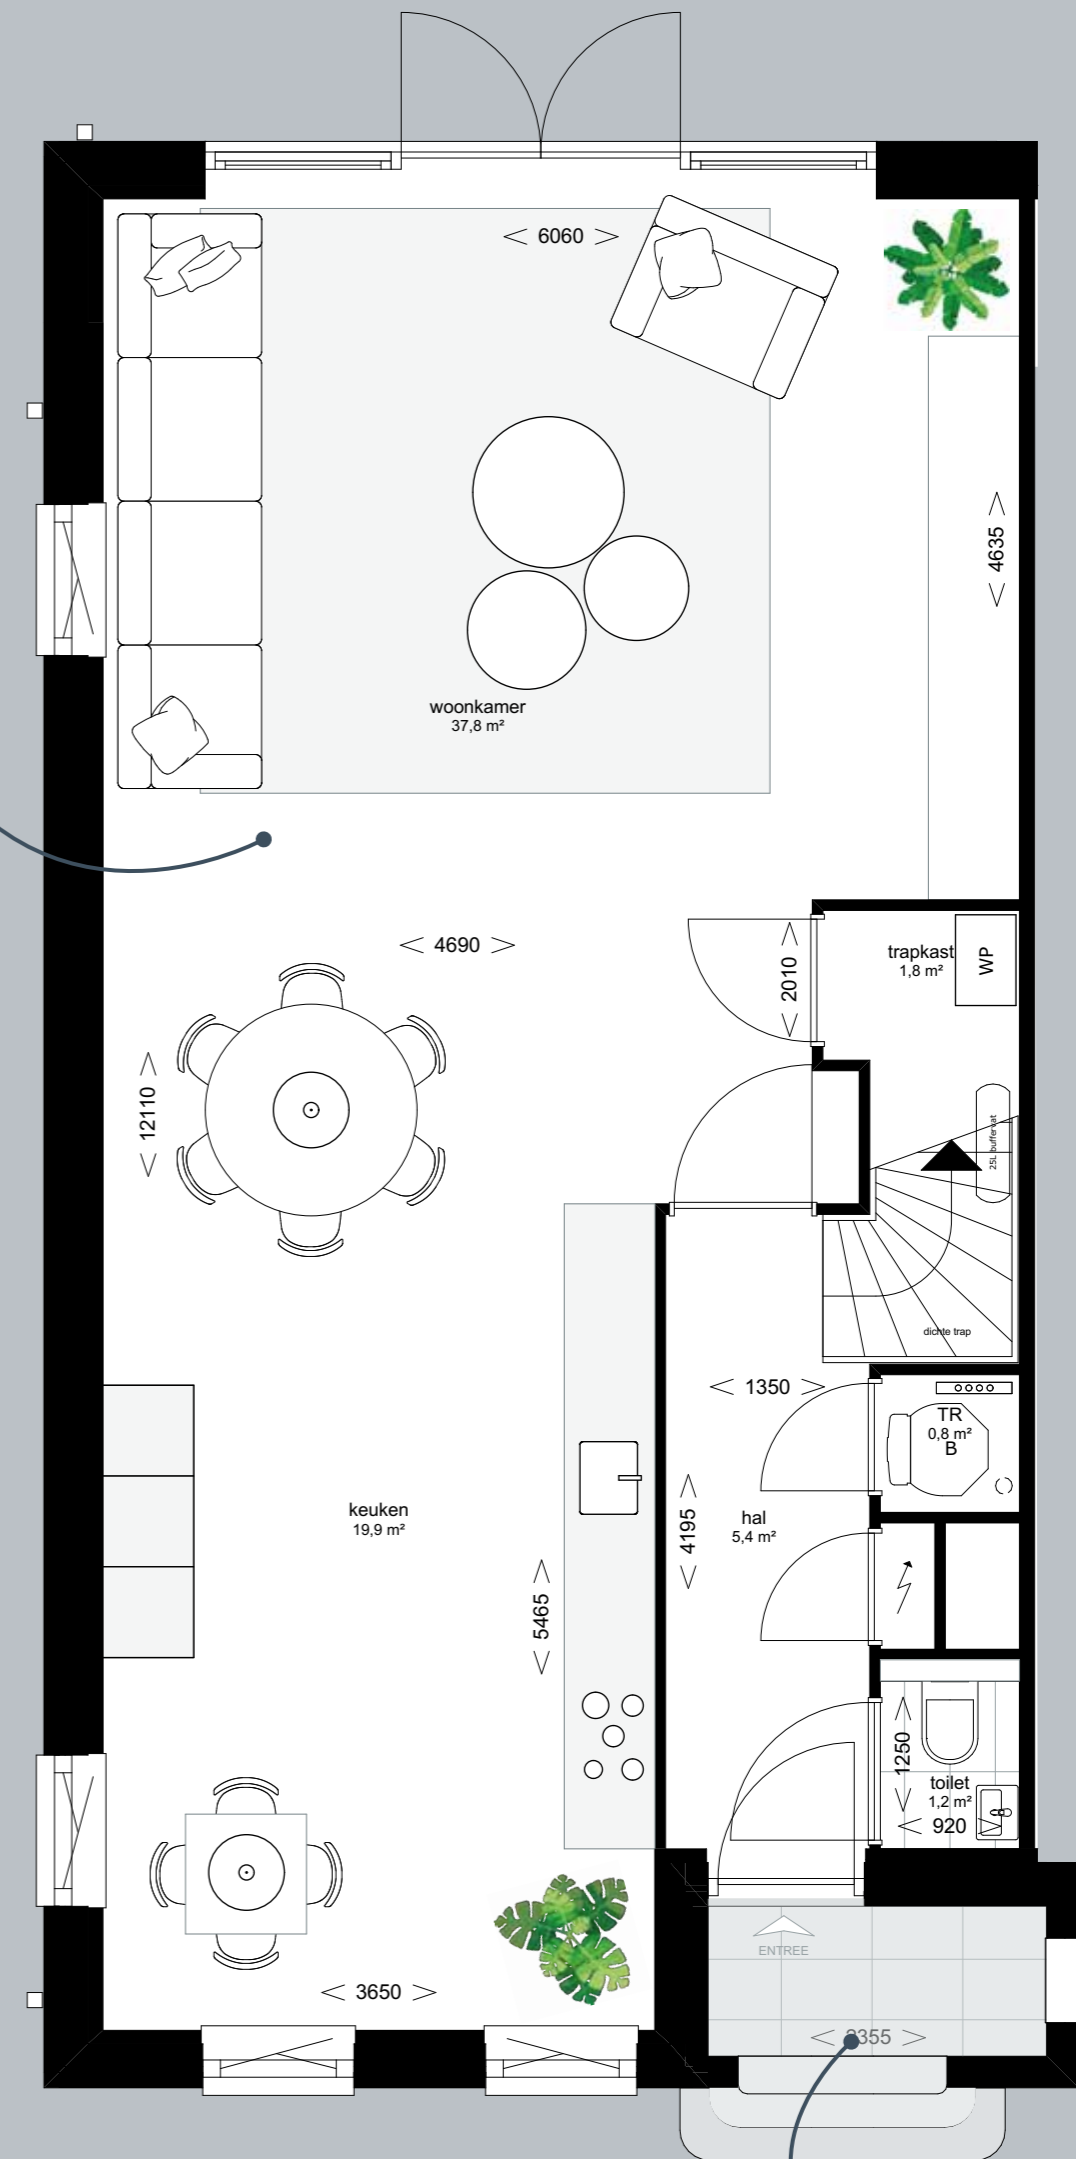 6060
4635
woonkamer
37,8 m²
4690
2010
trapkast
1,8 m²
WP
12110
25L buffervat
dichte trap
1350
TR
0,8 m²
B
keuken
19,9 m²
4195
hal
5,4 m²
5465
1250
toilet
1,2 m²
920
ENTREE
3650